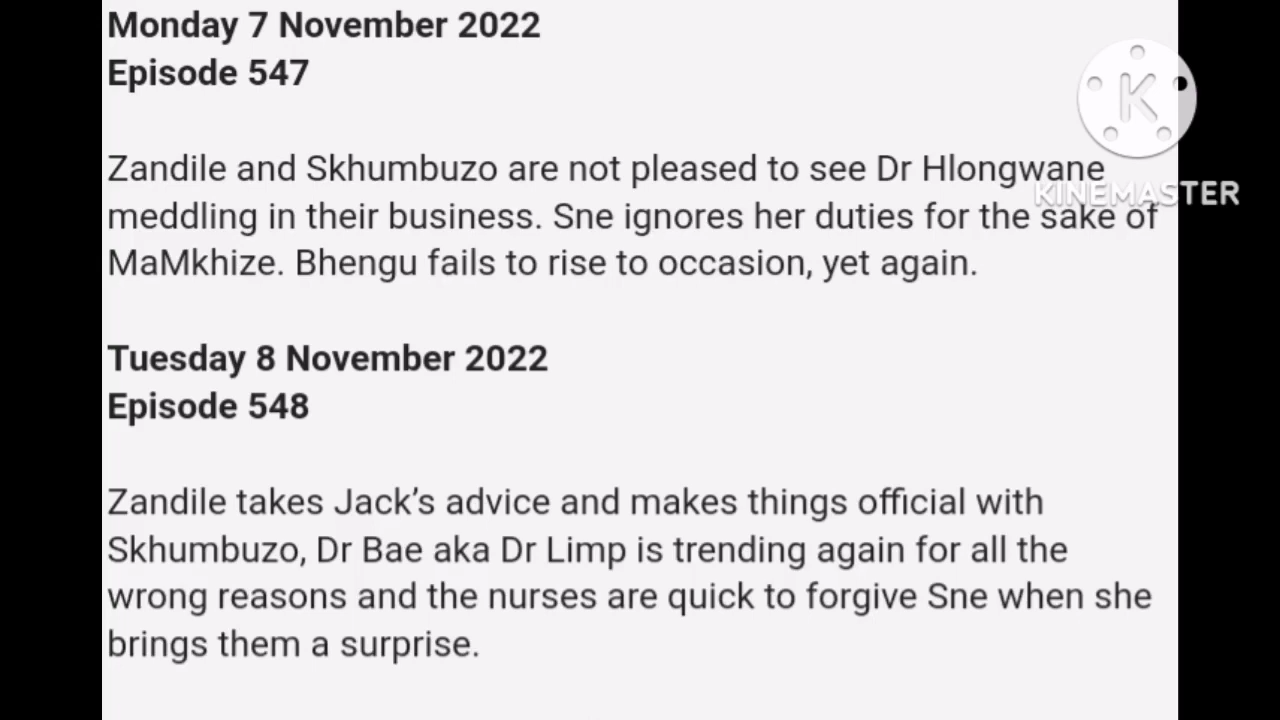 Monday 7 November 2022
Episode 547
Zandile and Skhumbuzo are not pleased to see Dr Hlongwane
meddling in their business. Sne ignores her duties for the sake of
MaMkhize. Bhengu fails to rise to occasion, yet again.
Tuesday 8 November 2022
Episode 548
Zandile takes Jack’s advice and makes things official with
Skhumbuzo, Dr Bae aka Dr Limp is trending again for all the
wrong reasons and the nurses are quick to forgive Sne when she
brings them a surprise.
K
KINEMASTER